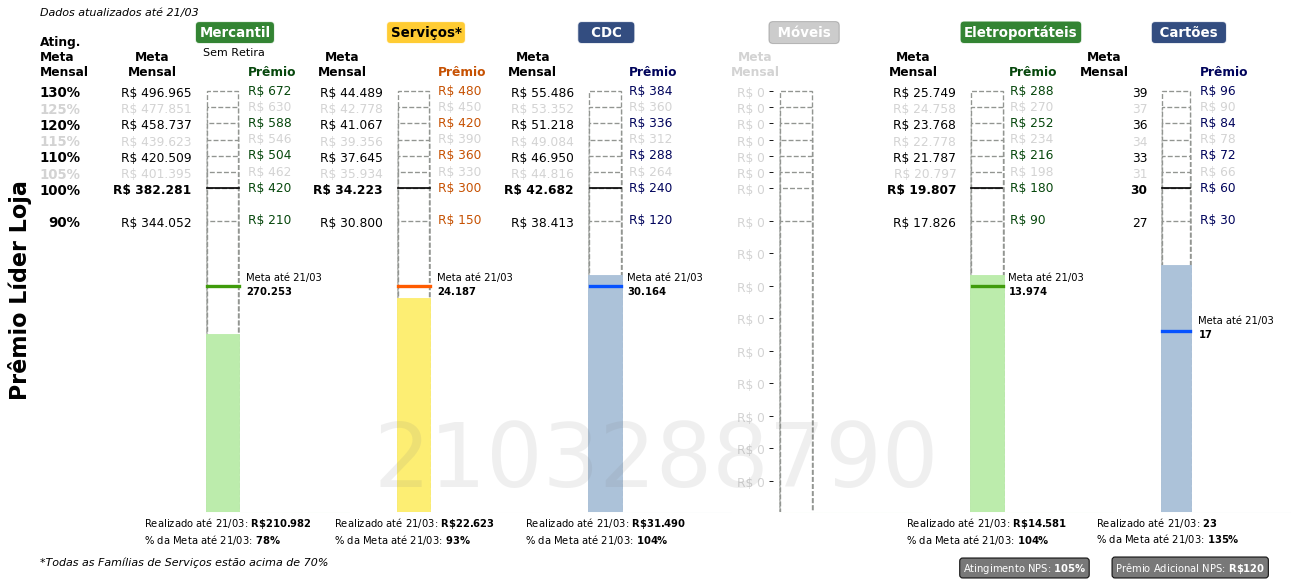 Dados atualizados até 21/03
Mercantil Serviços* CDC Móveis Eletroportáteis Cartões
Sem Retira
Ating. Meta Mensal Meta Mensal Prêmio Meta Mensal Prêmio Meta Mensal Prêmio Meta Mensal Meta Mensal Prêmio Meta Mensal Prêmio
130% R$ 496.965 R$ 672 R$ 44.489 R$ 480 R$ 55.486 R$ 384 R$ 0 R$ 25.749 R$ 288 39 R$ 96
125% R$ 477.851 R$ 630 R$ 42.778 R$ 450 R$ 53.352 R$ 360 R$ 0 R$ 24.758 R$ 270 37 R$ 90
120% R$ 458.737 R$ 588 R$ 41.067 R$ 420 R$ 51.218 R$ 336 R$ 0 R$ 23.768 R$ 252 36 R$ 84
115% R$ 439.623 R$ 546 R$ 39.356 R$ 390 R$ 49.084 R$ 312 R$ 0 R$ 22.778 R$ 234 34 R$ 78
110% R$ 420.509 R$ 504 R$ 37.645 R$ 360 R$ 46.950 R$ 288 R$ 0 R$ 21.787 R$ 216 33 R$ 72
105% R$ 401.395 R$ 462 R$ 35.934 R$ 330 R$ 44.816 R$ 264 R$ 0 R$ 20.797 R$ 198 31 R$ 66
100% R$ 382.281 R$ 420 R$ 34.223 R$ 300 R$ 42.682 R$ 240 R$ 0 R$ 19.807 R$ 180 30 R$ 60
90% R$ 344.052 R$ 210 R$ 30.800 R$ 150 R$ 38.413 R$ 120 R$ 0 R$ 17.826 R$ 90 27 R$ 30
Prêmio Líder Loja
R$ 0
Meta até 21/03 Meta até 21/03 Meta até 21/03 R$ 0 Meta até 21/03
270.253 24.187 30.164 13.974
R$ 0 Meta até 21/03
17
R$ 0
R$ 0
R$ 0
R$ 0
R$ 0
2103288790
Realizado até 21/03: R$210.982 Realizado até 21/03: R$22.623 Realizado até 21/03: R$31.490 Realizado até 21/03: R$14.581 Realizado até 21/03: 23
% da Meta até 21/03: 78% % da Meta até 21/03: 93% % da Meta até 21/03: 104% % da Meta até 21/03: 104% % da Meta até 21/03: 135%
*Todas as Famílias de Serviços estão acima de 70% Atingimento NPS: 105% Prêmio Adicional NPS: R$120